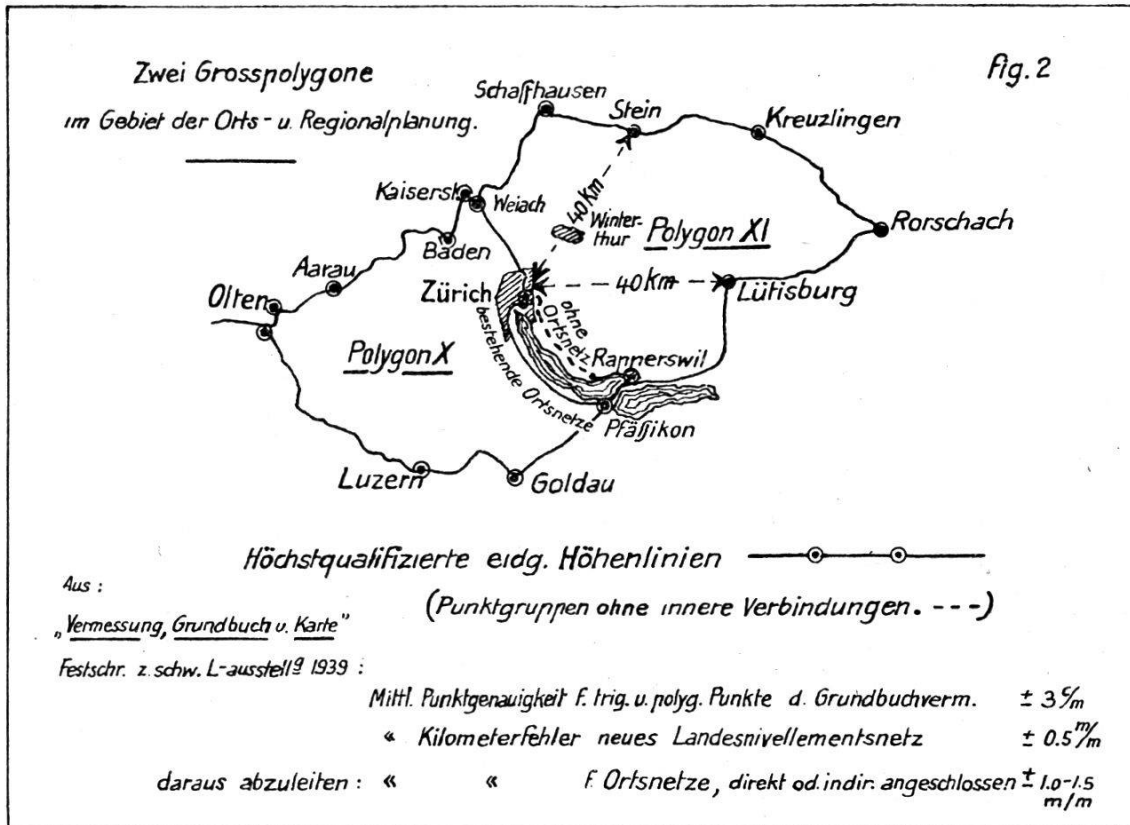 Zwei Grosspolygone
im Gebiet der Orts- u. Regionalplanung.
fig. 2
Schaffhausen
Stein
Kreuzlingen
Kaiserst.
Weiach
40 Km
Winter-
thur
Polygon XI
Rorschach
Baden
Aarau
Olten
Zürich
40 Km
Lütisburg
ohne
Ortsnetz
bestehende Ortsnetze
Polygon X
Rapperswil
Pfäffikon
Luzern
Goldau
Höchstqualifizierte eidg. Höhenlinien
(Punktgruppen ohne innere Verbindungen. ---)
Aus :
„Vermessung, Grundbuch u. Karte"
Festschr. z. schw. L-ausstellg 1939 :
Mittl. Punktgenauigkeit f. trig. u. polyg. Punkte d. Grundbuchverm. ± 3 c/m
" Kilometerfehler neues Landesnivellementsnetz ± 0.5 m/m
daraus abzuleiten : " " f. Ortsnetze, direkt od. indir. angeschlossen ± 1.0-1.5
m/m